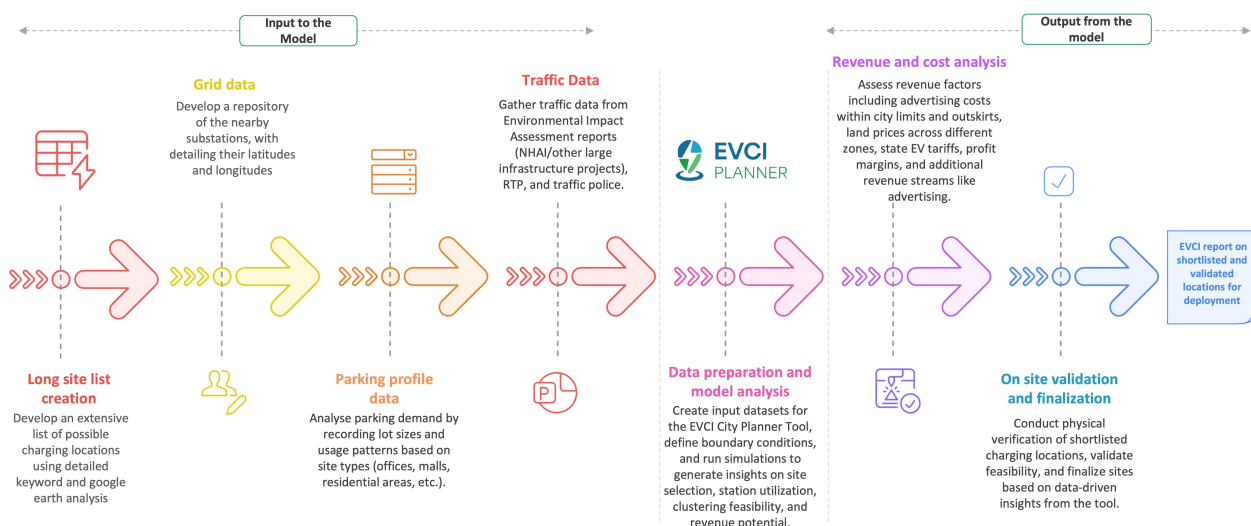 Input to the
Model
Output from the
model
Long site list
creation
Develop an extensive
list of possible
charging locations
using detailed
keyword and google
earth analysis
Grid data
Develop a repository
of the nearby
substations, with
detailing their latitudes
and longitudes
Parking profile
data
Analyse parking demand by
recording lot sizes and
usage patterns based on
site types (offices, malls,
residential areas, etc.).
Traffic Data
Gather traffic data from
Environmental Impact
Assessment reports
(NHAI/other large
infrastructure projects),
RTP, and traffic police.
P
EVCI
PLANNER
Data preparation and
model analysis
Create input datasets for
the EVCI City Planner Tool,
define boundary conditions,
and run simulations to
generate insights on site
selection, station utilization,
clustering feasibility, and
revenue potential.
Revenue and cost analysis
Assess revenue factors
including advertising costs
within city limits and outskirts,
land prices across different
zones, state EV tariffs, profit
margins, and additional
revenue streams like
advertising.
On site validation
and finalization
Conduct physical
verification of shortlisted
charging locations, validate
feasibility, and finalize sites
based on data-driven
insights from the tool.
EVCI report on
shortlisted and
validated
locations for
deployment